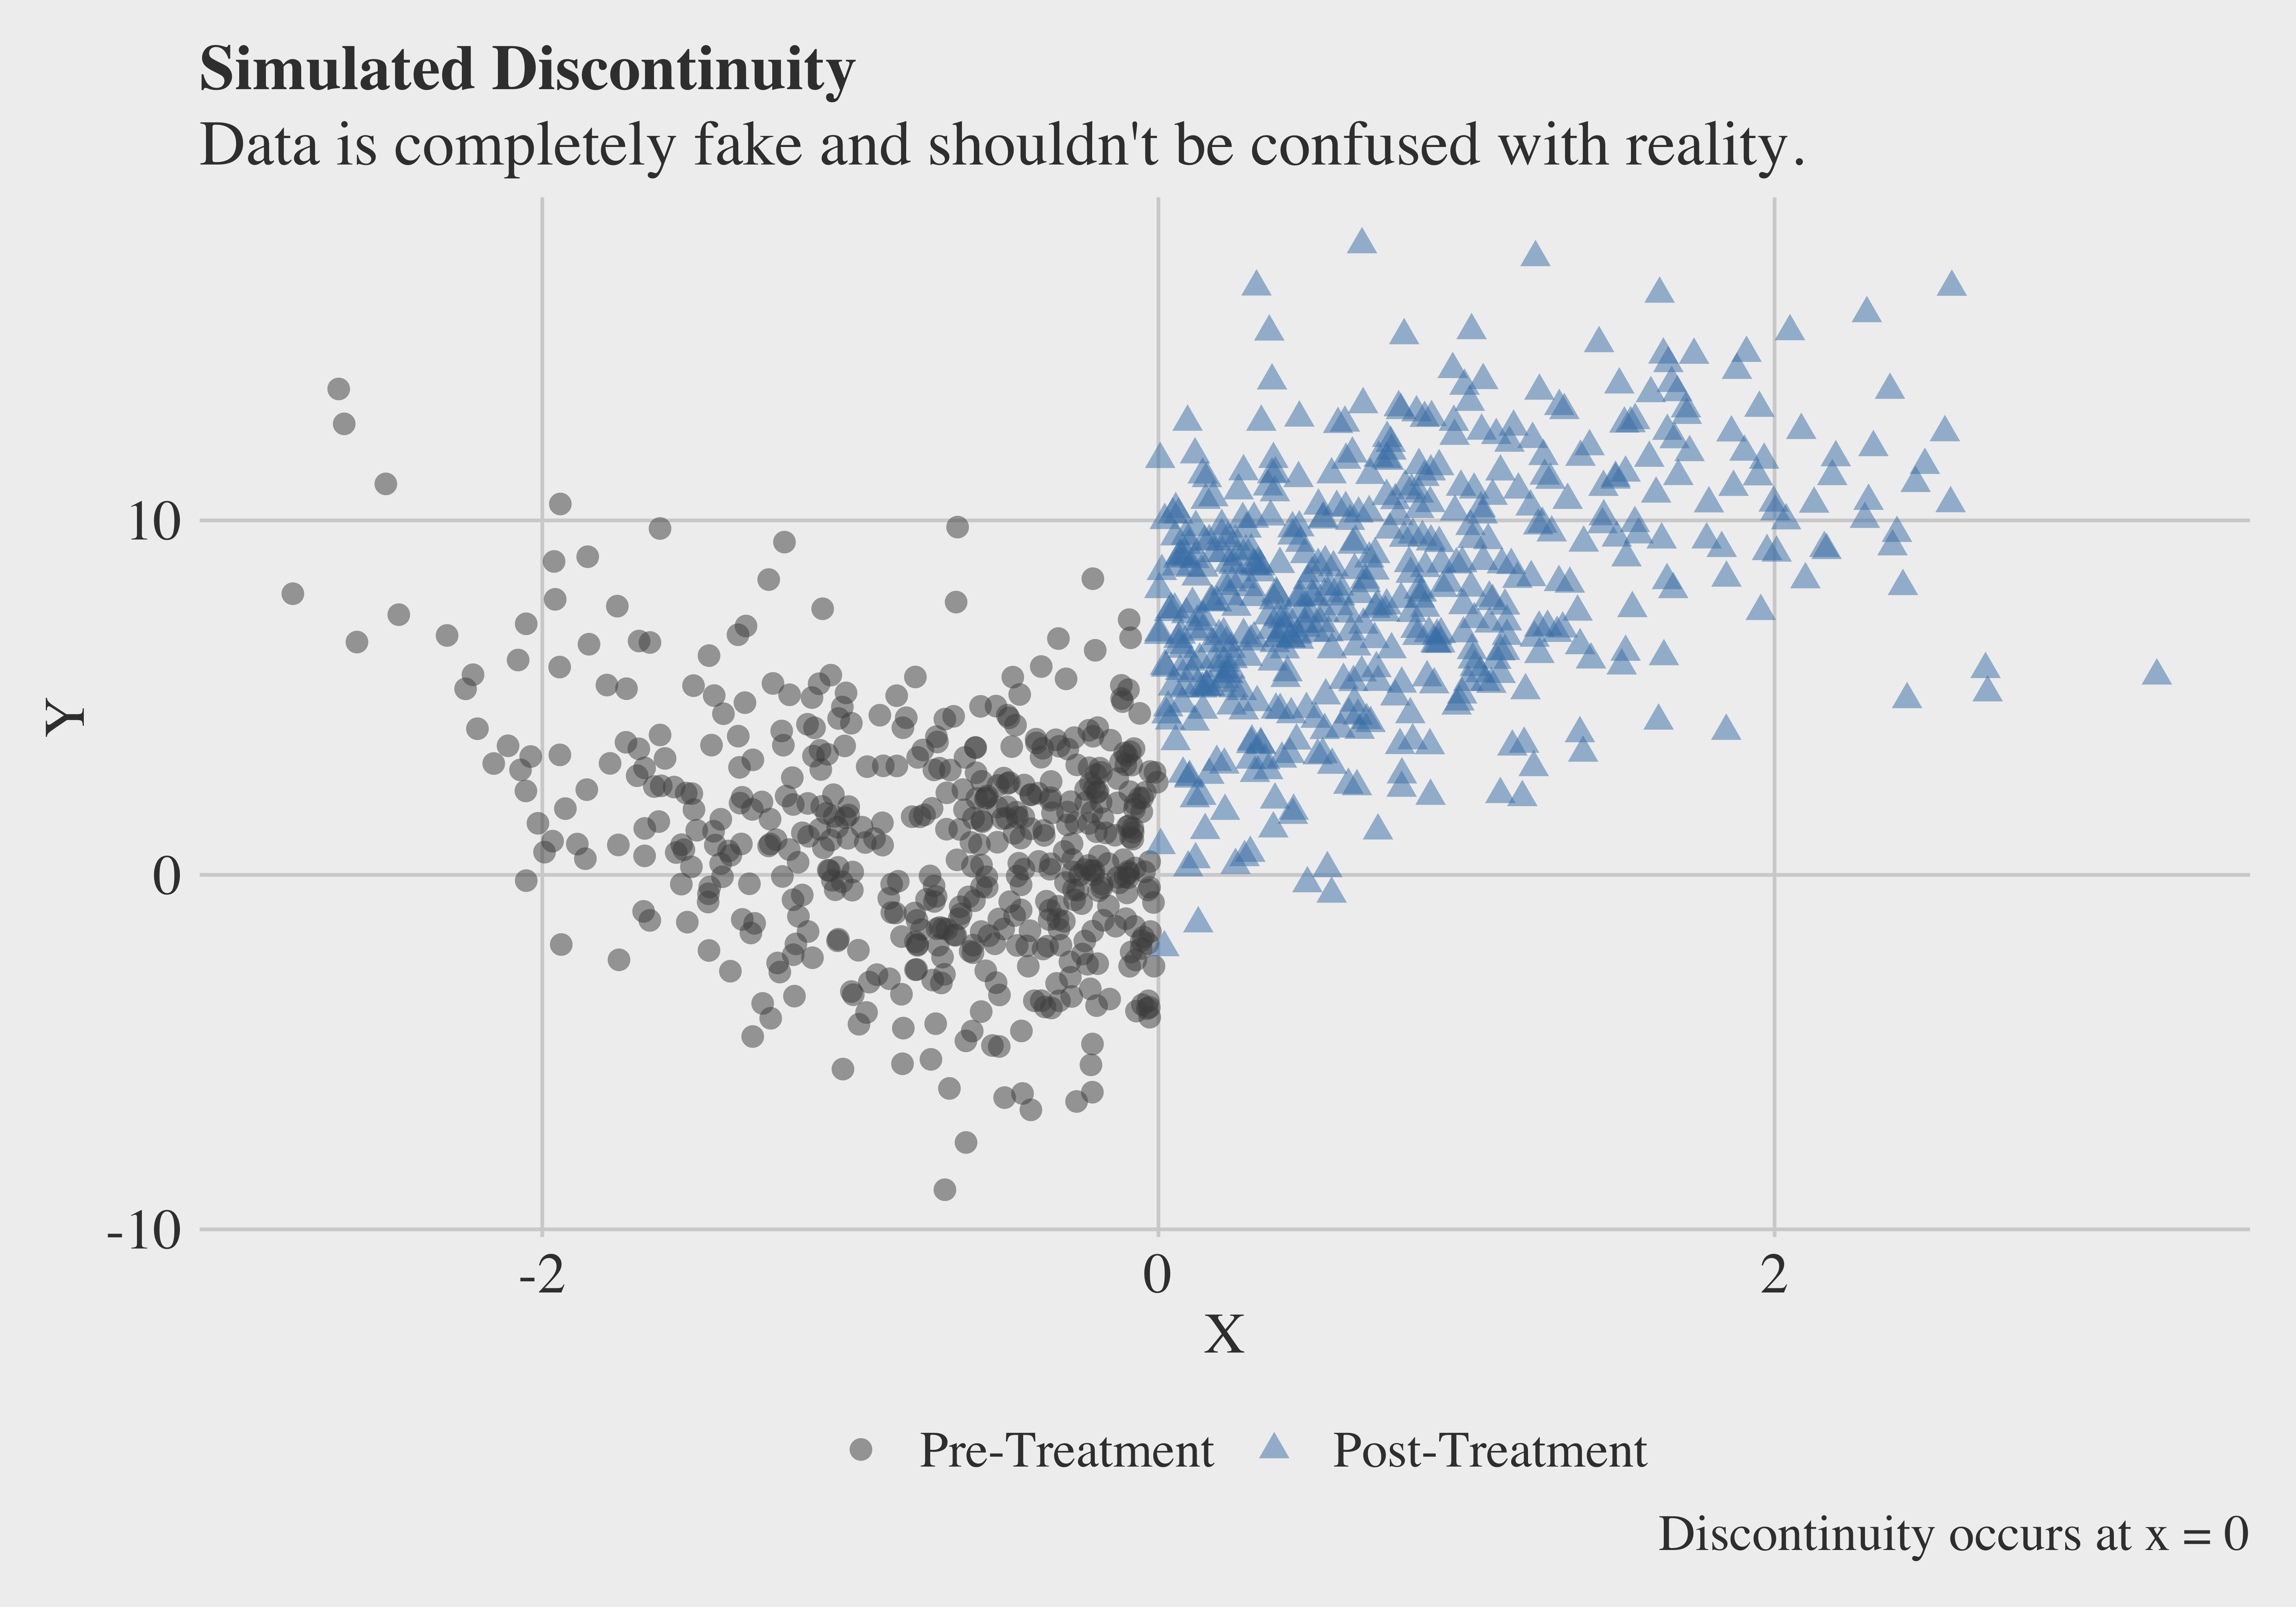 Simulated Discontinuity
Data is completely fake and shouldn't be confused with reality.
Y
10
0
-10
-2
0
2
X
Pre-Treatment
Post-Treatment
Discontinuity occurs at x = 0